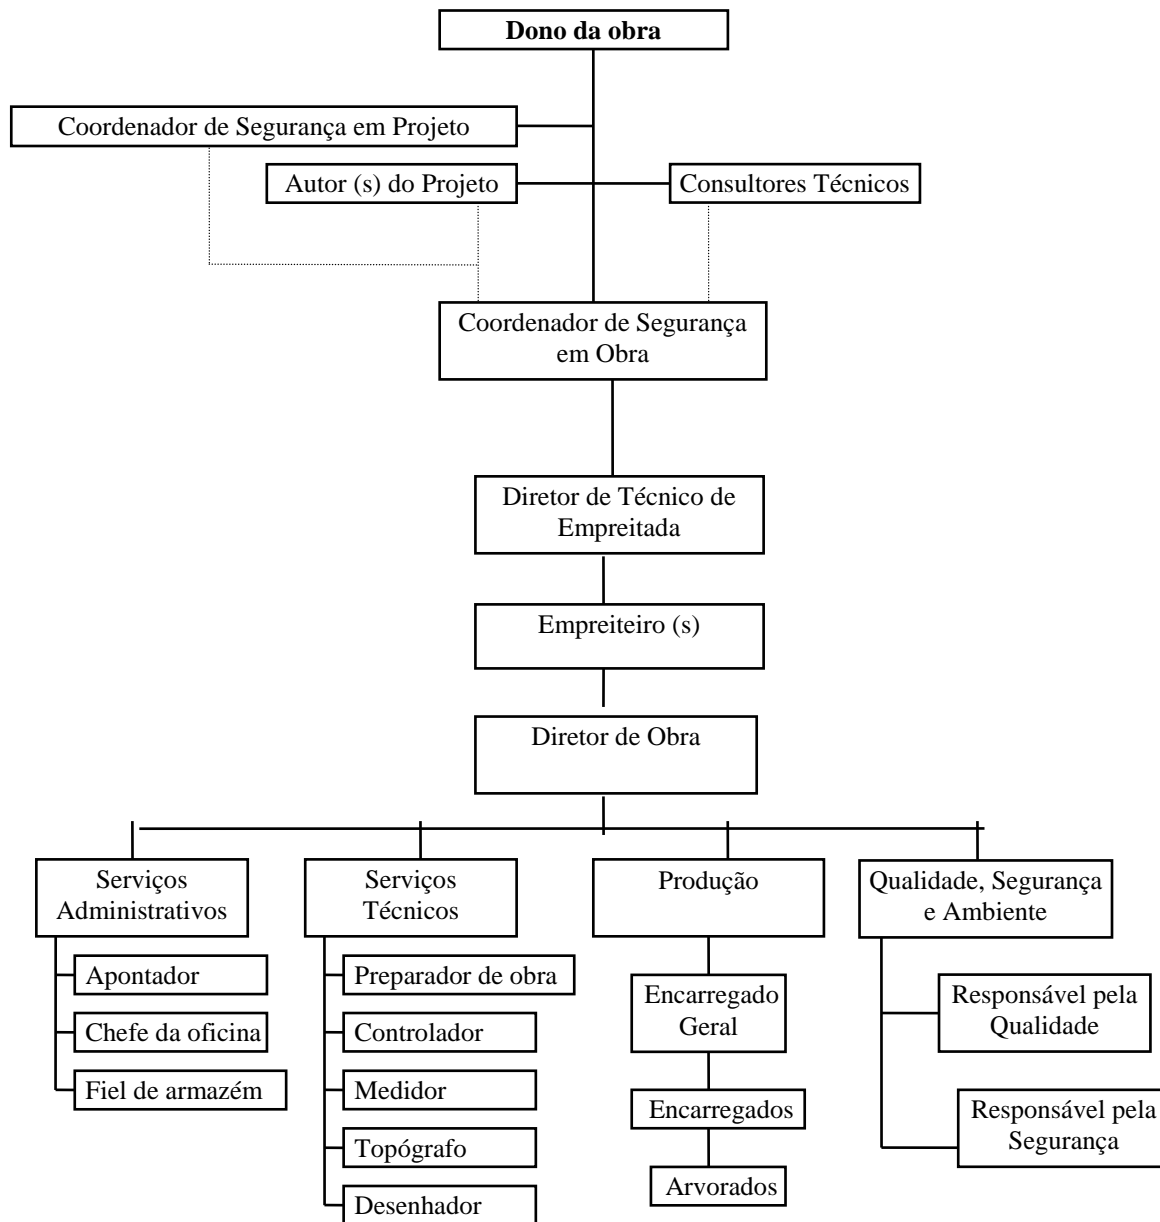 Dono da obra
Coordenador de Segurança em Projeto
Autor (s) do Projeto
Consultores Técnicos
Coordenador de Segurança
em Obra
Diretor de Técnico de
Empreitada
Empreiteiro (s)
Diretor de Obra
Serviços
Administrativos
Apontador
Chefe da oficina
Fiel de armazém
Serviços
Técnicos
Preparador de obra
Controlador
Medidor
Topógrafo
Desenhador
Produção
Encarregado
Geral
Encarregados
Arvorados
Qualidade, Segurança
e Ambiente
Responsável pela
Qualidade
Responsável pela
Segurança